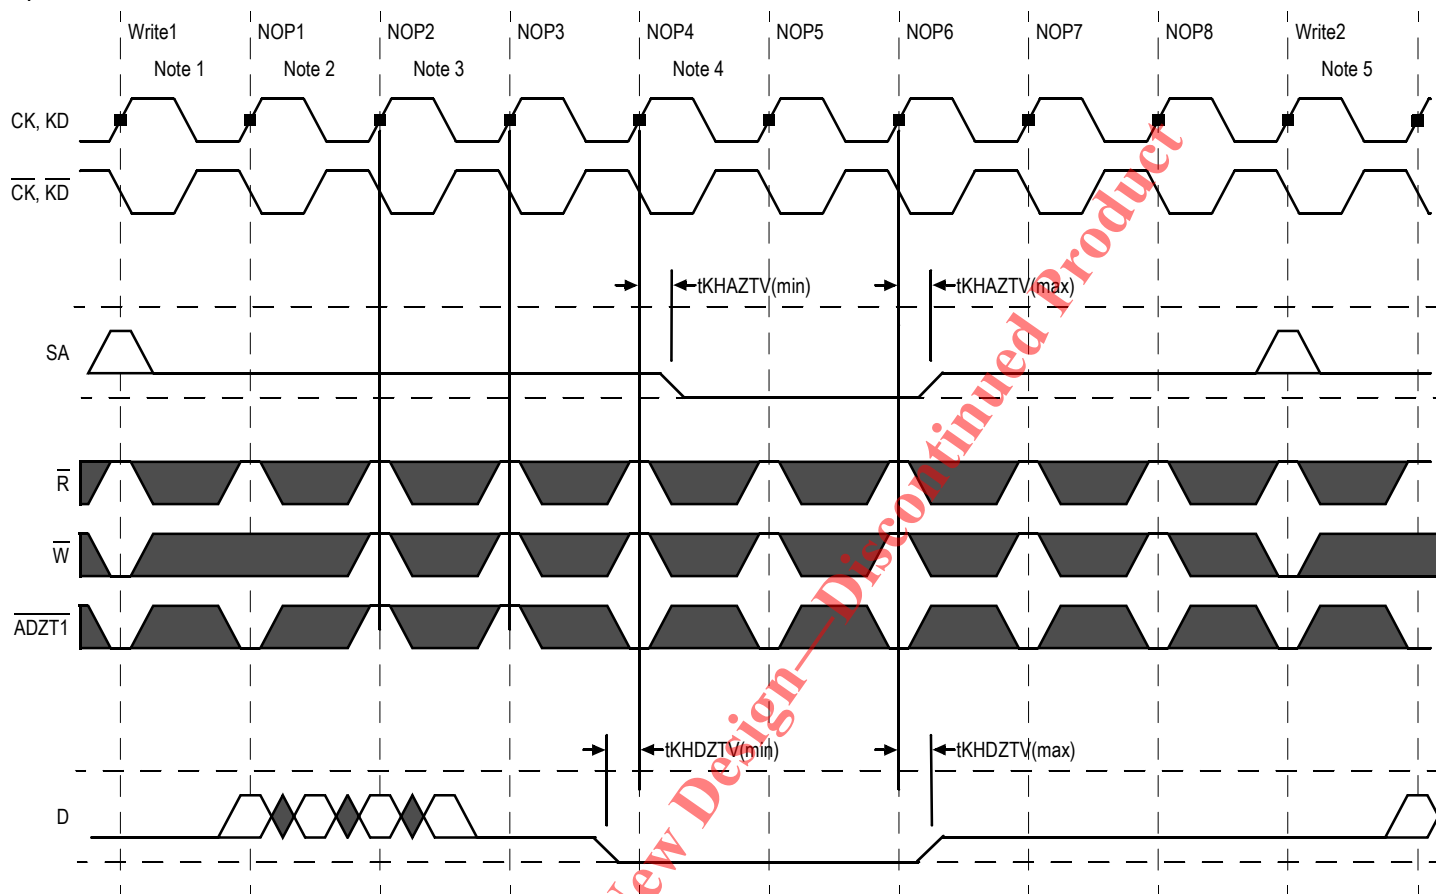 Write1 NOP1 NOP2 NOP3 NOP4 NOP5 NOP6 NOP7 NOP8 Write2
Note 1 Note 2 Note 3 Note 4 Note 5
CK, KD
CK, KD
tKHAZTV(min) tKHAZTV(max)
SA
R
W
ADZT1
tKHDZTV(min) tKHDZTV(max)
D
New Design—Discontinued Product